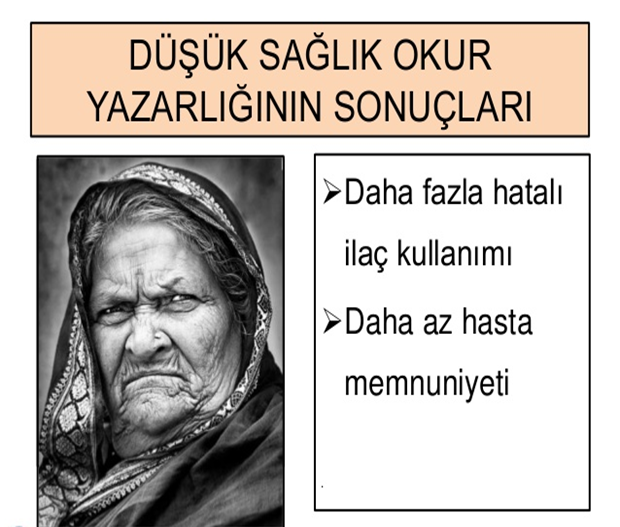 DÜŞÜK SAĞLIK OKUR
YAZARLIĞININ SONUÇLARI
➢Daha fazla hatalı
ilaç kullanımı
➢Daha az hasta
memnuniyeti
.